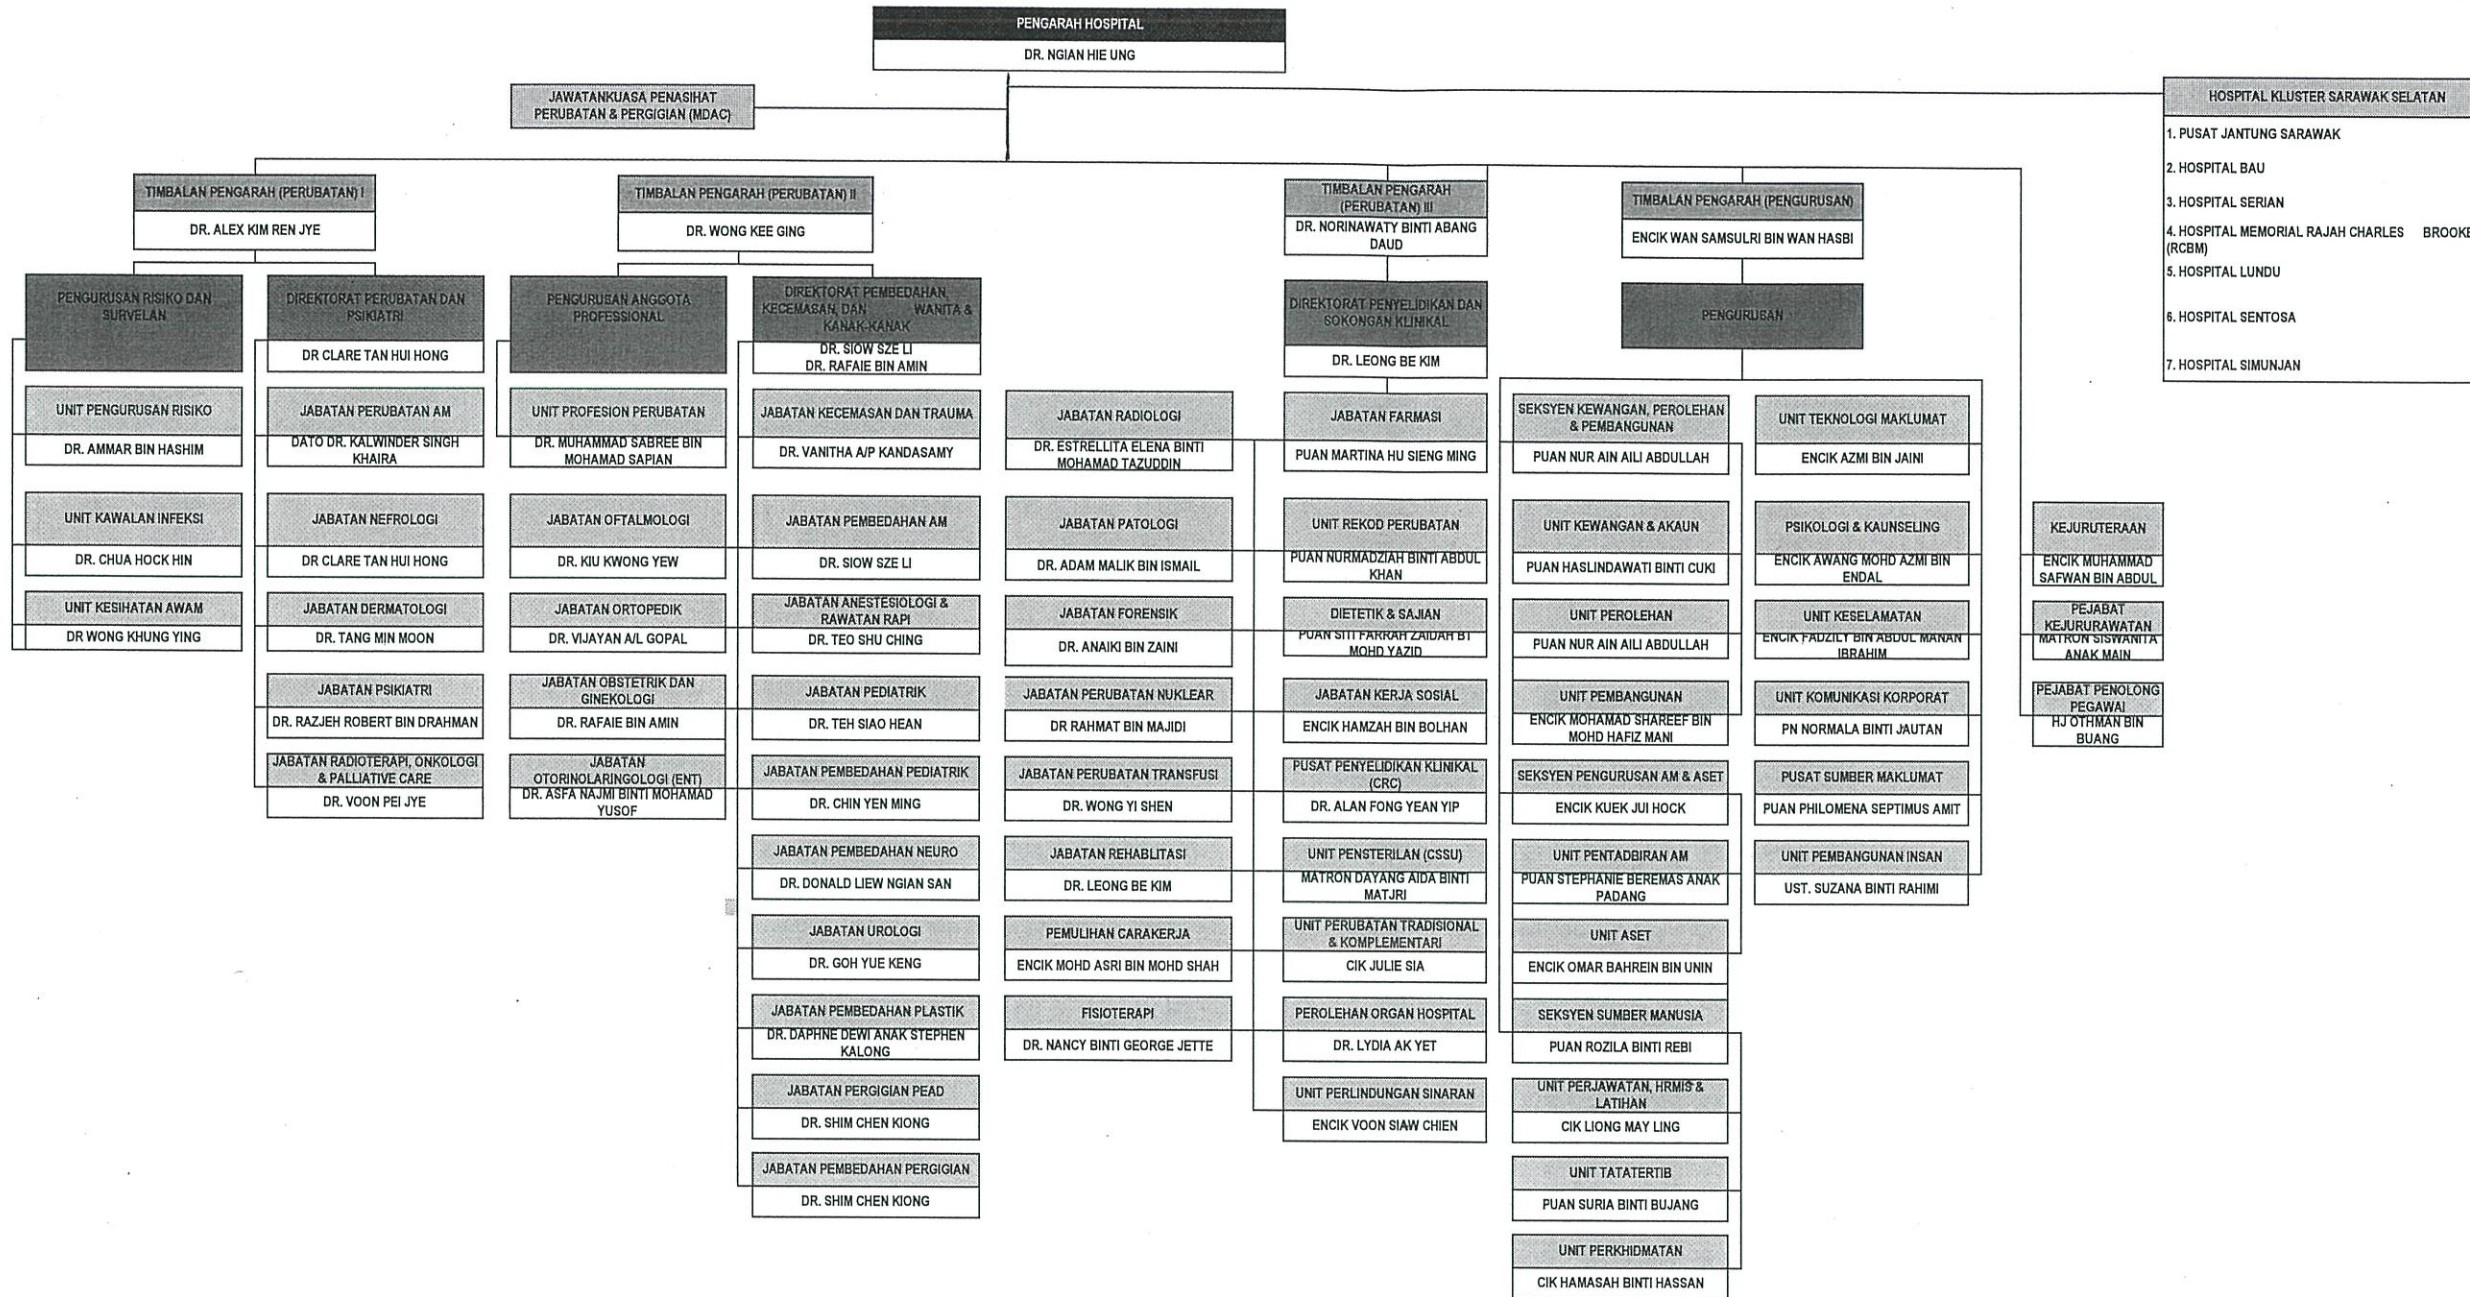 PENGARAH HOSPITAL
DR. NGIAN HIE UNG
JAWATANKUASA PENASIHAT
PERUBATAN & PERGIGIAN (MDAC)
HOSPITAL KLUSTER SARAWAK SELATAN
1. PUSAT JANTUNG SARAWAK
2. HOSPITAL BAU
3. HOSPITAL SERIAN
4. HOSPITAL MEMORIAL RAJAH CHARLES BROOKE
(RCBM)
5. HOSPITAL LUNDU
6. HOSPITAL SENTOSA
7. HOSPITAL SIMUNJAN
TIMBALAN PENGARAH (PERUBATAN) I
DR. ALEX KIM REN JYE
TIMBALAN PENGARAH (PERUBATAN) II
DR. WONG KEE GING
TIMBALAN PENGARAH
(PERUBATAN) III
DR. NORINAWATY BINTI ABANG
DAUD
TIMBALAN PENGARAH (PENGURUSAN)
ENCIK WAN SAMSULRI BIN WAN HASBI
PENGURUSAN RISIKO DAN
SURVELAN
UNIT PENGURUSAN RISIKO
DR. AMMAR BIN HASHIM
UNIT KAWALAN INFEKSI
DR. CHUA HOCK HIN
UNIT KESIHATAN AWAM
DR WONG KHUNG YING
DIREKTORAT PERUBATAN DAN
PSIKIATRI
DR CLARE TAN HUI HONG
JABATAN PERUBATAN AM
DATO DR. KALWINDER SINGH
KHAIRA
JABATAN NEFROLOGI
DR CLARE TAN HUI HONG
JABATAN DERMATOLOGI
DR. TANG MIN MOON
JABATAN PSIKIATRI
DR. RAZJEH ROBERT BIN DRAHMAN
JABATAN RADIOTERAPI, ONKOLOGI
& PALLIATIVE CARE
DR. VOON PEI JYE
PENGURUSAN ANGGOTA
PROFESSIONAL
UNIT PROFESION PERUBATAN
DR. MUHAMMAD SABREE BIN
MOHAMAD SAPIAN
JABATAN OFTALMOLOGI
DR. KIU KWONG YEW
JABATAN ORTOPEDIK
DR. VIJAYAN A/L GOPAL
JABATAN OBSTETRIK DAN
GINEKOLOGI
DR. RAFAIE BIN AMIN
JABATAN
OTORINOLARINGOLOGI (ENT)
DR. ASFA NAJMI BINTI MOHAMAD
YUSOF
DIREKTORAT PEMBEDAHAN,
KECEMASAN, DAN WANITA &
KANAK-KANAK
DR. SIOW SZE LI
DR. RAFAIE BIN AMIN
JABATAN KECEMASAN DAN TRAUMA
DR. VANITHA A/P KANDASAMY
JABATAN PEMBEDAHAN AM
DR. SIOW SZE LI
JABATAN ANESTESIOLOGI &
RAWATAN RAPI
DR. TEO SHU CHING
JABATAN PEDIATRIK
DR. TEH SIAO HEAN
JABATAN PEMBEDAHAN PEDIATRIK
DR. CHIN YEN MING
JABATAN PEMBEDAHAN NEURO
DR. DONALD LIEW NGIAN SAN
JABATAN UROLOGI
DR. GOH YUE KENG
JABATAN PEMBEDAHAN PLASTIK
DR. DAPHNE DEWI ANAK STEPHEN
KALONG
JABATAN PERGIGIAN PEAD
DR. SHIM CHEN KIONG
JABATAN PEMBEDAHAN PERGIGIAN
DR. SHIM CHEN KIONG
JABATAN RADIOLOGI
DR. ESTRELLITA ELENA BINTI
MOHAMAD TAZUDDIN
JABATAN PATOLOGI
DR. ADAM MALIK BIN ISMAIL
JABATAN FORENSIK
DR. ANAIKI BIN ZAINI
JABATAN PERUBATAN NUKLEAR
DR RAHMAT BIN MAJIDI
JABATAN PERUBATAN TRANSFUSI
DR. WONG YI SHEN
JABATAN REHABLITASI
DR. LEONG BE KIM
PEMULIHAN CARAKERJA
ENCIK MOHD ASRI BIN MOHD SHAH
FISIOTERAPI
DR. NANCY BINTI GEORGE JETTE
DIREKTORAT PENYELIDIKAN DAN
SOKONGAN KLINIKAL
DR. LEONG BE KIM
JABATAN FARMASI
PUAN MARTINA HU SIENG MING
UNIT REKOD PERUBATAN
PUAN NURMADZIAH BINTI ABDUL
KHAN
DIETETIK & SAJIAN
PUAN SITI FARRAH ZAIDAH BT
MOHD YAZID
JABATAN KERJA SOSIAL
ENCIK HAMZAH BIN BOLHAN
PUSAT PENYELIDIKAN KLINIKAL
(CRC)
DR. ALAN FONG YEAN YIP
UNIT PENSTERILAN (CSSU)
MATRON DAYANG AIDA BINTI
MATJRI
UNIT PERUBATAN TRADISIONAL
& KOMPLEMENTARI
CIK JULIE SIA
PEROLEHAN ORGAN HOSPITAL
DR. LYDIA AK YET
UNIT PERLINDUNGAN SINARAN
ENCIK VOON SIAW CHIEN
PENGURUSAN
SEKSYEN KEWANGAN, PEROLEHAN
& PEMBANGUNAN
PUAN NUR AIN AILI ABDULLAH
UNIT KEWANGAN & AKAUN
PUAN HASLINDAWATI BINTI CUKI
UNIT PEROLEHAN
PUAN NUR AIN AILI ABDULLAH
UNIT PEMBANGUNAN
ENCIK MOHAMAD SHAREEF BIN
MOHD HAFIZ MANI
SEKSYEN PENGURUSAN AM & ASET
ENCIK KUEK JUI HOCK
UNIT PENTADBIRAN AM
PUAN STEPHANIE BEREMAS ANAK
PADANG
UNIT ASET
ENCIK OMAR BAHREIN BIN UNIN
SEKSYEN SUMBER MANUSIA
PUAN ROZILA BINTI REBI
UNIT PERJAWATAN, HRMIS &
LATIHAN
CIK LIONG MAY LING
UNIT TATATERTIB
PUAN SURIA BINTI BUJANG
UNIT PERKHIDMATAN
CIK HAMASAH BINTI HASSAN
UNIT TEKNOLOGI MAKLUMAT
ENCIK AZMI BIN JAINI
PSIKOLOGI & KAUNSELING
ENCIK AWANG MOHD AZMI BIN
ENDAL
UNIT KESELAMATAN
ENCIK FADZILY BIN ABDUL MANAN
IBRAHIM
UNIT KOMUNIKASI KORPORAT
PN NORMALA BINTI JAUTAN
PUSAT SUMBER MAKLUMAT
PUAN PHILOMENA SEPTIMUS AMIT
UNIT PEMBANGUNAN INSAN
UST. SUZANA BINTI RAHIMI
KEJURUTERAAN
ENCIK MUHAMMAD
SAFWAN BIN ABDUL
PEJABAT
KEJURURAWATAN
MATRON SISWANITA
ANAK MAIN
PEJABAT PENOLONG
PEGAWAI
HJ OTHMAN BIN
BUANG